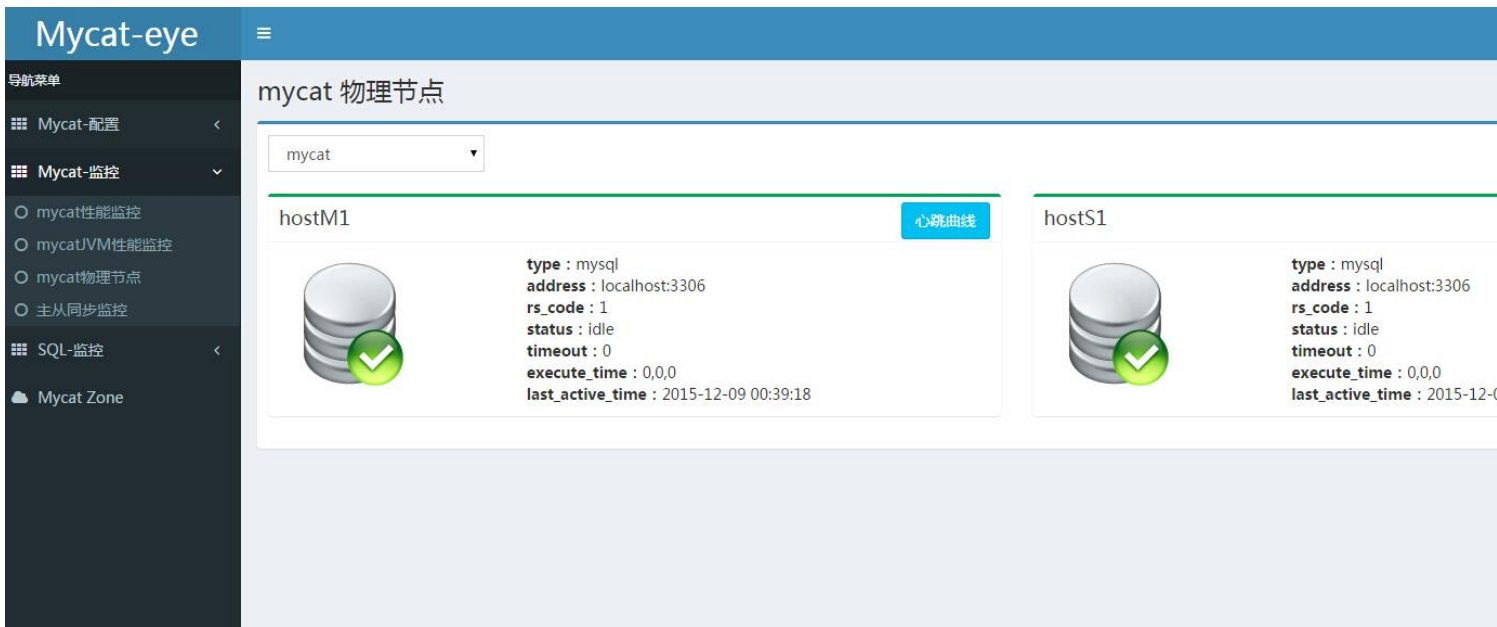 Mycat-eye
导航菜单
Mycat-配置
Mycat-监控
mycat性能监控
mycatJVM性能监控
mycat物理节点
主从同步监控
SQL-监控
Mycat Zone
mycat 物理节点
mycat
hostM1
心跳曲线
type：mysql
address：localhost:3306
rs_code：1
status：idle
timeout：0
execute_time：0,0,0
last_active_time：2015-12-09 00:39:18
hostS1
type：mysql
address：localhost:3306
rs_code：1
status：idle
timeout：0
execute_time：0,0,0
last_active_time：2015-12-0